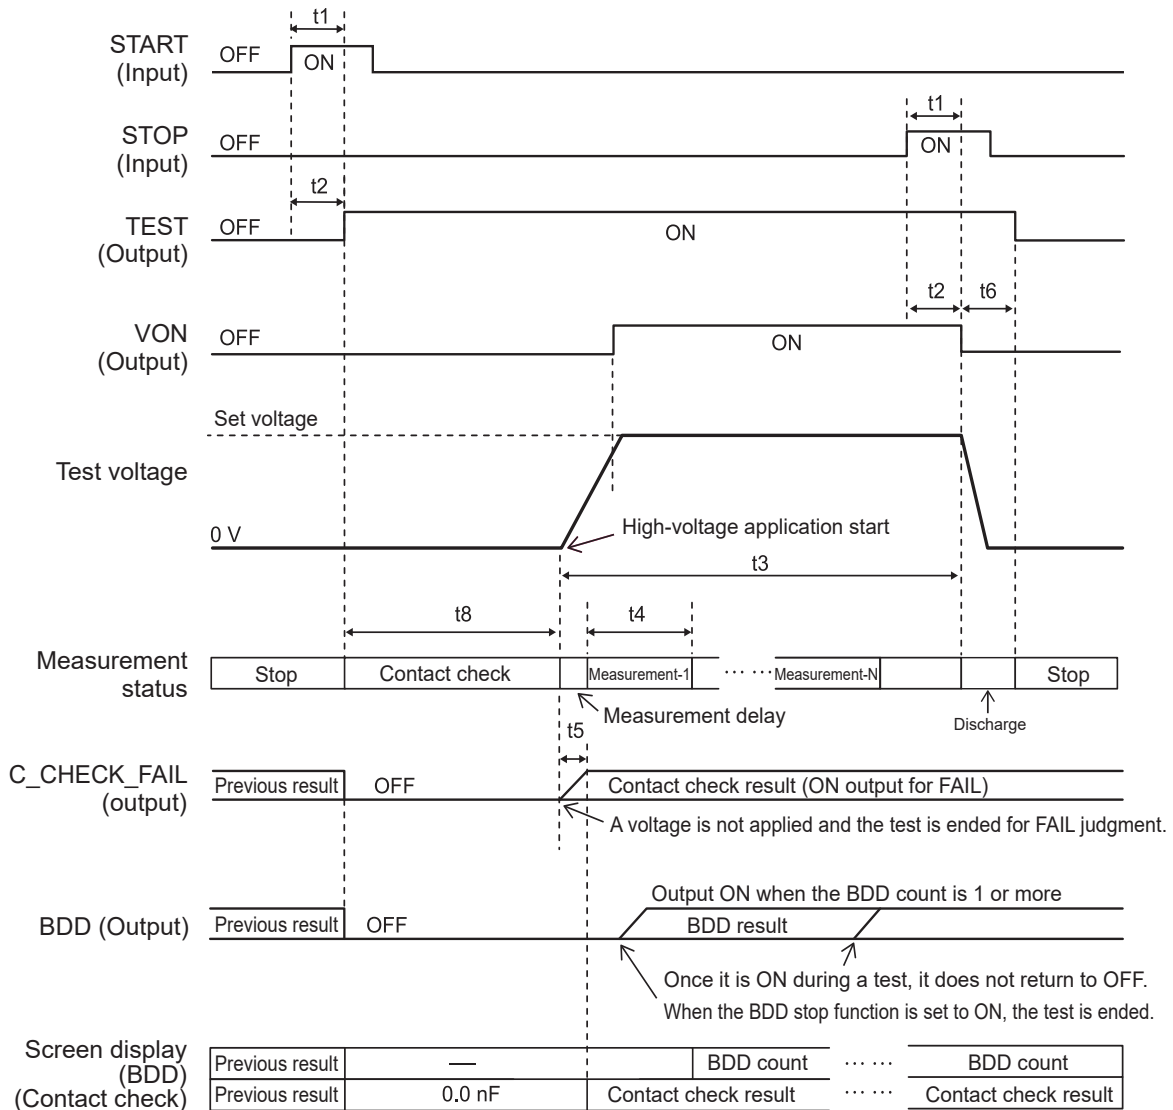 t1
START
(Input)
OFF
ON
t1
STOP
(Input)
OFF
ON
t2
TEST
(Output)
OFF
ON
t2
t6
VON
(Output)
OFF
ON
Set voltage
Test voltage
0 V
High-voltage application start
t3
t8
t4
Measurement
status
Stop
Contact check
Measurement-1
··· ···
Measurement-N
Stop
Measurement delay
Discharge
t5
C_CHECK_FAIL
(output)
Previous result
OFF
Contact check result (ON output for FAIL)
A voltage is not applied and the test is ended for FAIL judgment.
Output ON when the BDD count is 1 or more
BDD (Output)
Previous result
OFF
BDD result
Once it is ON during a test, it does not return to OFF.
When the BDD stop function is set to ON, the test is ended.
Screen display
(BDD)
Previous result
—
BDD count
··· ···
BDD count
(Contact check)
Previous result
0.0 nF
Contact check result
··· ···
Contact check result